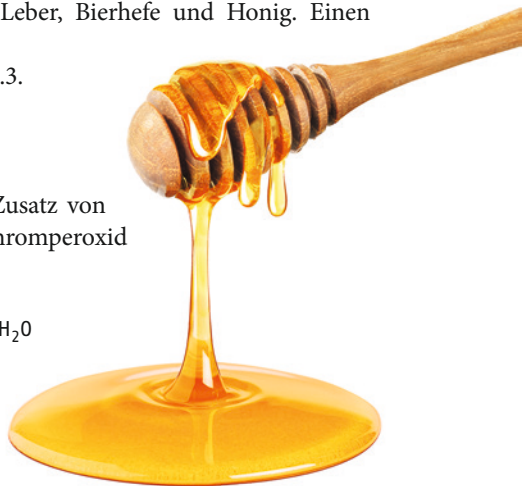 Leber, Bierhefe und Honig. Einen
.3.
Zusatz von
hromperoxid
H₂O